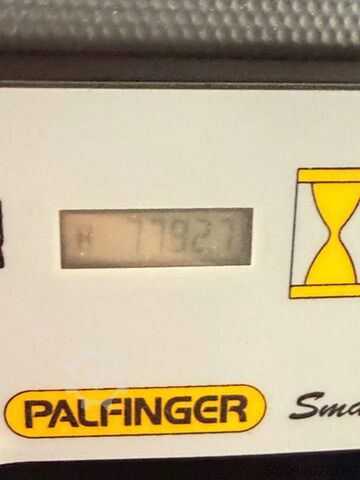 H 7792.7
PALFINGER
Sma